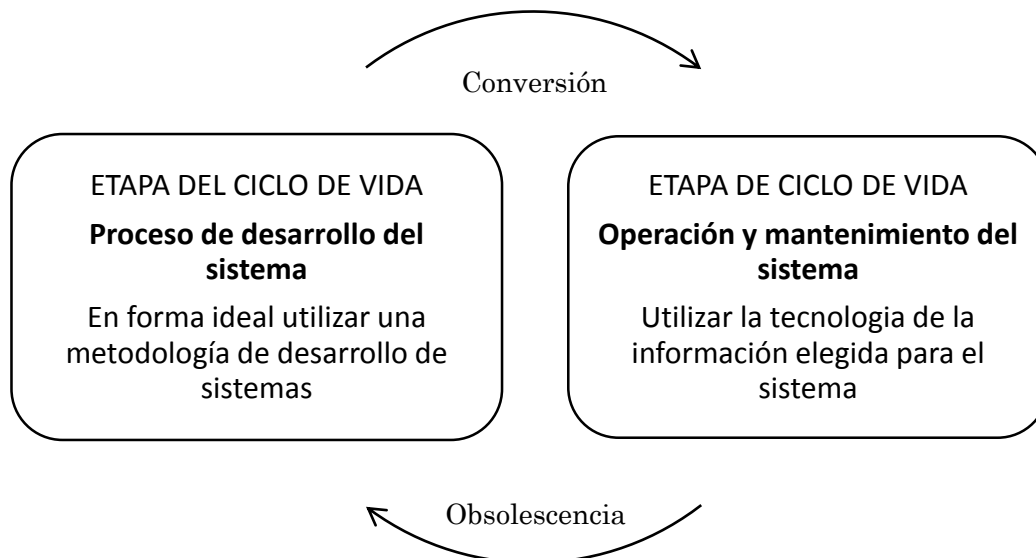 Conversión
ETAPA DEL CICLO DE VIDA
Proceso de desarrollo del
sistema
En forma ideal utilizar una
metodología de desarrollo de
sistemas
ETAPA DE CICLO DE VIDA
Operación y mantenimiento del
sistema
Utilizar la tecnologia de la
información elegida para el
sistema
Obsolescencia